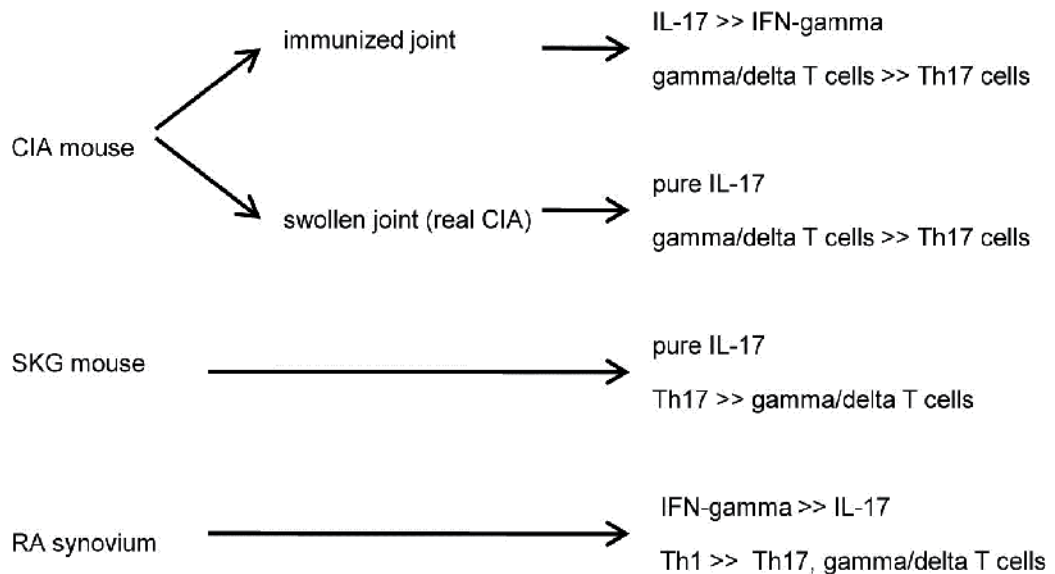 CIA mouse
immunized joint
IL-17 >> IFN-gamma
gamma/delta T cells >> Th17 cells
swollen joint (real CIA)
pure IL-17
gamma/delta T cells >> Th17 cells
SKG mouse
pure IL-17
Th17 >> gamma/delta T cells
RA synovium
IFN-gamma >> IL-17
Th1 >> Th17, gamma/delta T cells